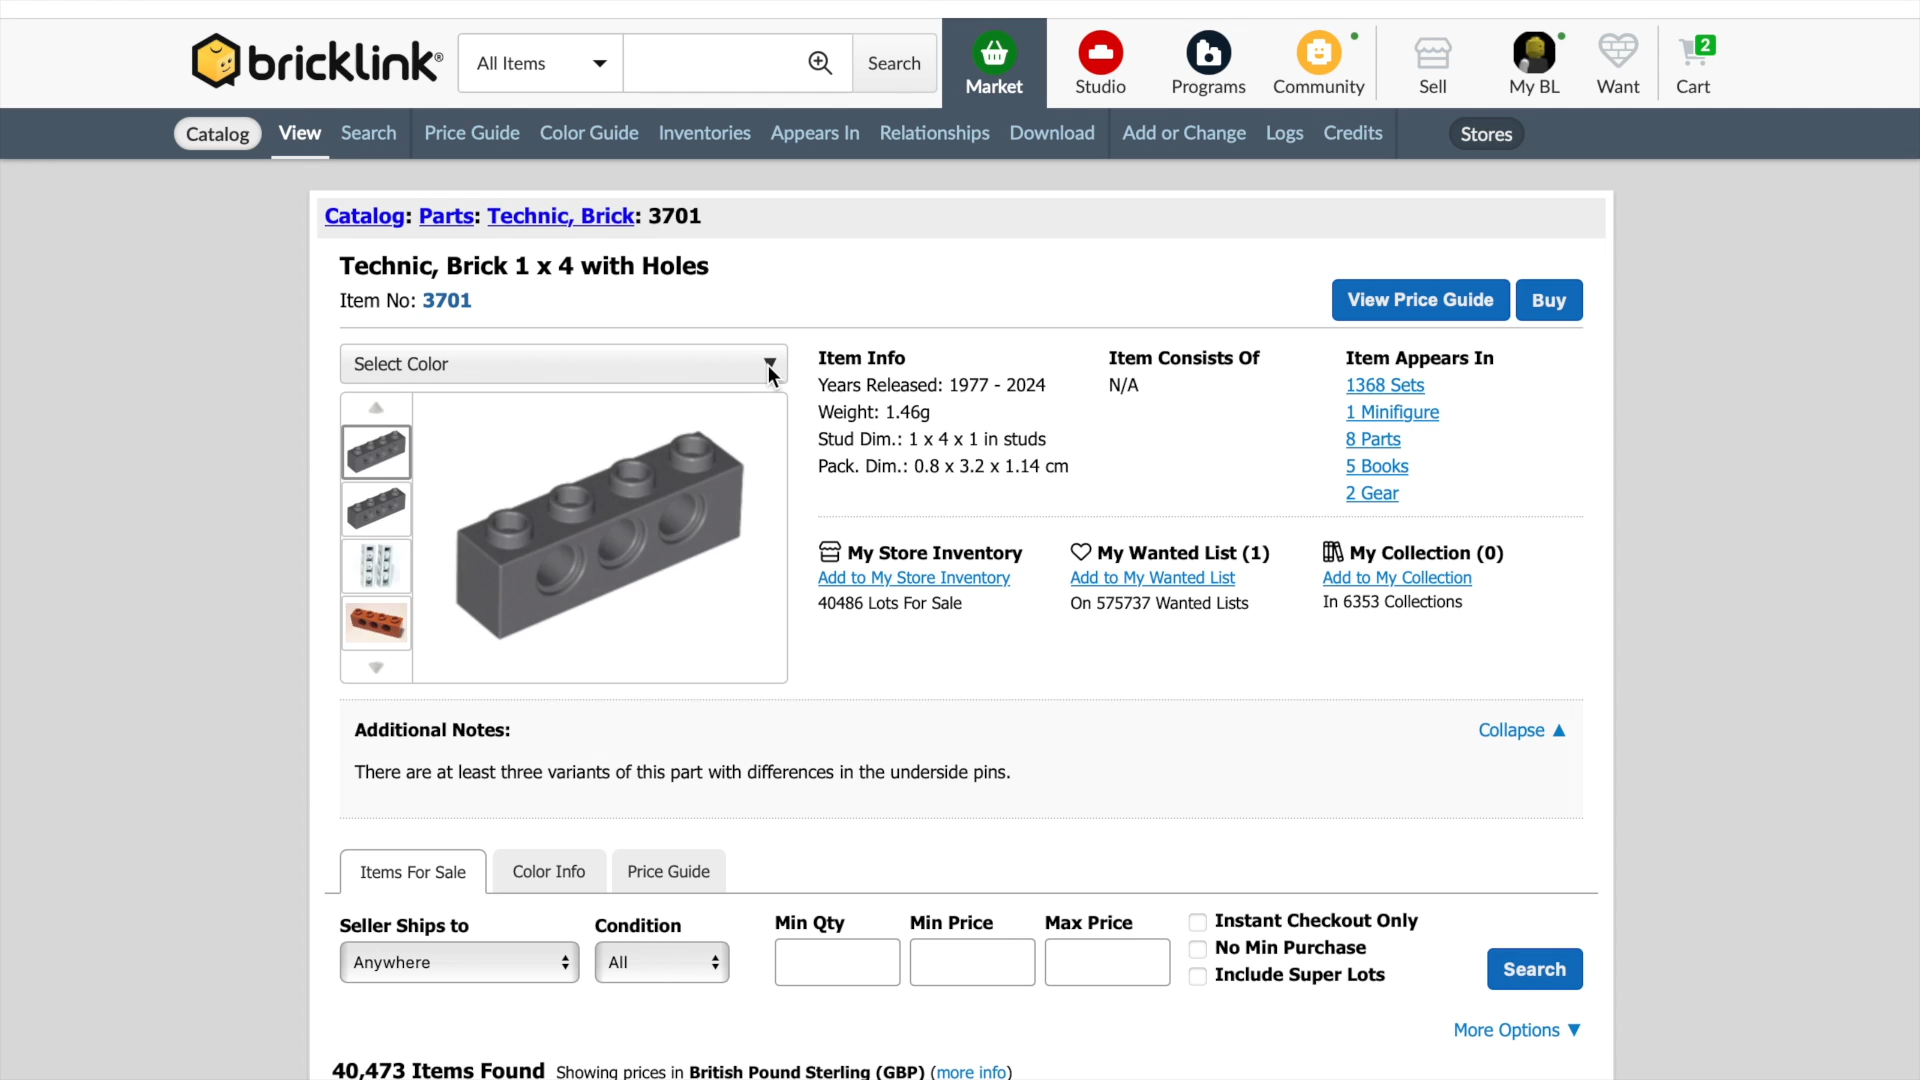 bricklink®
All Items
Search
Market
Studio
Programs
Community
Sell
My BL
Want
2
Cart
Catalog
View
Search
Price Guide
Color Guide
Inventories
Appears In
Relationships
Download
Add or Change
Logs
Credits
Stores
Catalog: Parts: Technic, Brick: 3701
Technic, Brick 1 x 4 with Holes
Item No: 3701
View Price Guide
Buy
Select Color
Item Info
Years Released: 1977 - 2024
Weight: 1.46g
Stud Dim.: 1 x 4 x 1 in studs
Pack. Dim.: 0.8 x 3.2 x 1.14 cm
Item Consists Of
N/A
Item Appears In
1368 Sets
1 Minifigure
8 Parts
5 Books
2 Gear
My Store Inventory
Add to My Store Inventory
40486 Lots For Sale
My Wanted List (1)
Add to My Wanted List
On 575737 Wanted Lists
My Collection (0)
Add to My Collection
In 6353 Collections
Additional Notes:
Collapse ▲
There are at least three variants of this part with differences in the underside pins.
Items For Sale
Color Info
Price Guide
Seller Ships to
Anywhere
Condition
All
Min Qty
Min Price
Max Price
Instant Checkout Only
No Min Purchase
Include Super Lots
Search
More Options ▼
40,473 Items Found Showing prices in British Pound Sterling (GBP) (more info)